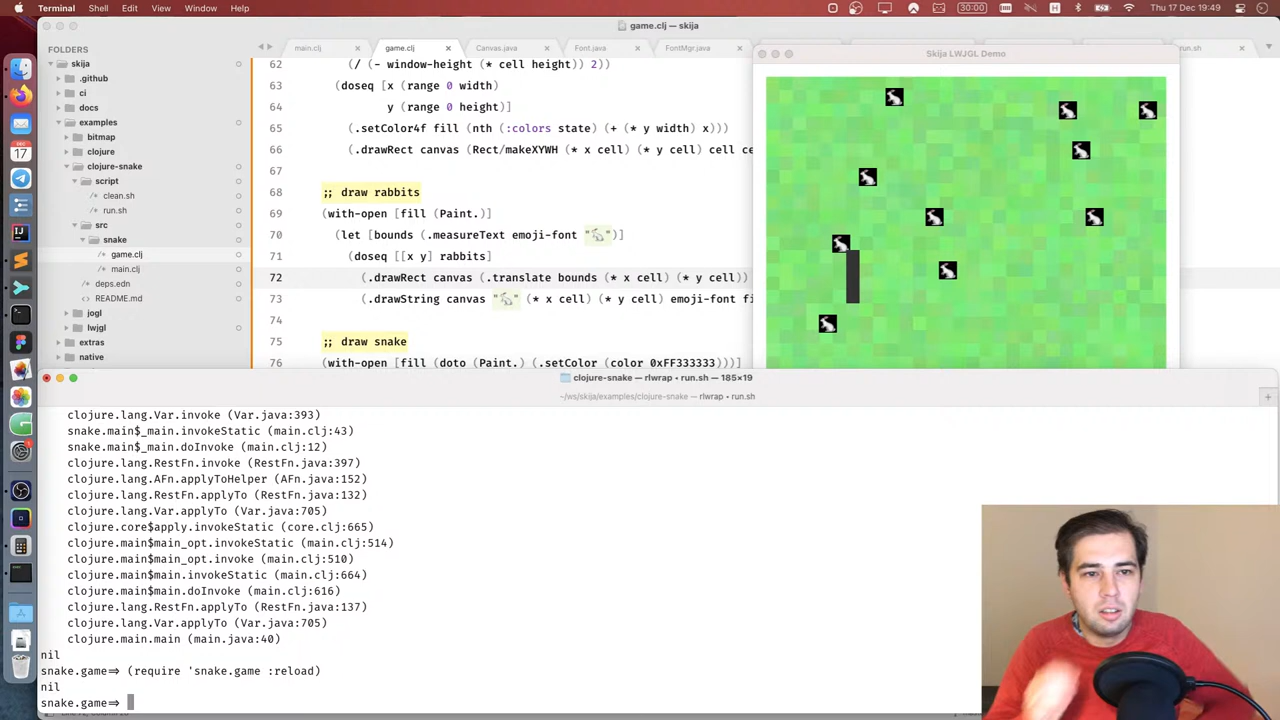 Terminal Shell Edit View Window Help
Thu 17 Dec 19:49
game.clj — skija
FOLDERS
skija
.github
ci
docs
examples
bitmap
clojure
clojure-snake
script
clean.sh
run.sh
src
snake
game.clj
main.clj
deps.edn
README.md
jogl
lwjgl
extras
native
main.clj
game.clj
Canvas.java
Font.java
FontMgr.java
run.sh
62 (/ (- window-height (* cell height)) 2))
63 (doseq [x (range 0 width)
64 y (range 0 height)]
65 (.setColor4f fill (nth (:colors state) (+ (* y width) x)))
66 (.drawRect canvas (Rect/makeXYWH (* x cell) (* y cell) cell ce
67
68 ;; draw rabbits
69 (with-open [fill (Paint.)]
70 (let [bounds (.measureText emoji-font "🐇")]
71 (doseq [[x y] rabbits]
72 (.drawRect canvas (.translate bounds (* x cell) (* y cell))
73 (.drawString canvas "🐇" (* x cell) (* y cell) emoji-font fi
74
75 ;; draw snake
76 (with-open [fill (doto (Paint.) (.setColor (color 0xFF333333)))]
Skija LWJGL Demo
clojure-snake — rlwrap • run.sh — 185×19
~/ws/skija/examples/clojure-snake — rlwrap • run.sh
clojure.lang.Var.invoke (Var.java:393)
snake.main$_main.invokeStatic (main.clj:43)
snake.main$_main.doInvoke (main.clj:12)
clojure.lang.RestFn.invoke (RestFn.java:397)
clojure.lang.AFn.applyToHelper (AFn.java:152)
clojure.lang.RestFn.applyTo (RestFn.java:132)
clojure.lang.Var.applyTo (Var.java:705)
clojure.core$apply.invokeStatic (core.clj:665)
clojure.main$main_opt.invokeStatic (main.clj:514)
clojure.main$main_opt.invoke (main.clj:510)
clojure.main$main.invokeStatic (main.clj:664)
clojure.main$main.doInvoke (main.clj:616)
clojure.lang.RestFn.applyTo (RestFn.java:137)
clojure.lang.Var.applyTo (Var.java:705)
clojure.main.main (main.java:40)
nil
snake.game=> (require 'snake.game :reload)
nil
snake.game=>